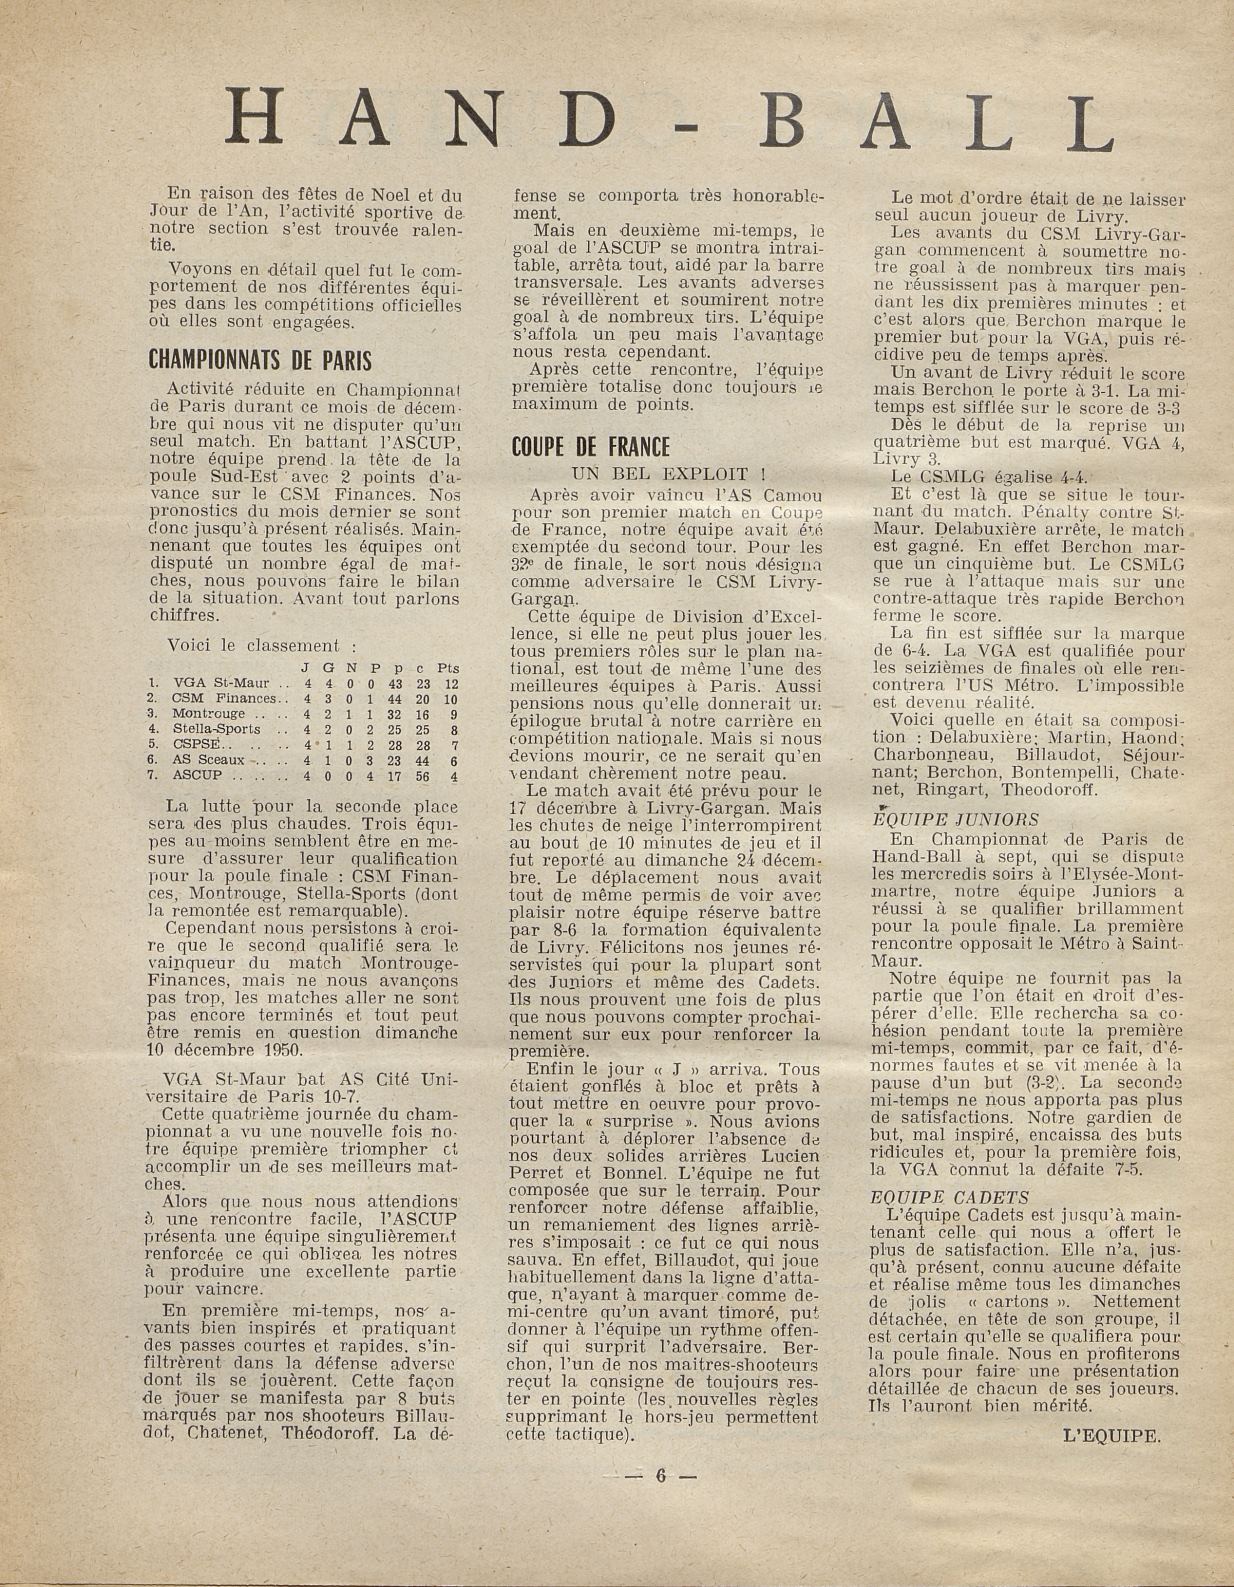 HAND-BALL
En raison des fêtes de Noel et du
Jour de l'An, l'activité sportive de
notre section s'est trouvée ralen-
tie.
Voyons en détail quel fut le com-
portement de nos différentes équi-
pes dans les compétitions officielles
où elles sont engagées.
CHAMPIONNATS DE PARIS
Activité réduite en Championnat
de Paris durant ce mois de décem-
bre qui nous vit ne disputer qu'un
seul match. En battant l'ASCUP,
notre équipe prend la tête de la
poule Sud-Est avec 2 points d'a-
vance sur le CSM Finances. Nos
pronostics du mois dernier se sont
donc jusqu'à présent réalisés. Main-
nenant que toutes les équipes ont
disputé un nombre égal de mat-
ches, nous pouvons faire le bilan
de la situation. Avant tout parlons
chiffres.
Voici le classement :
J G N P p c Pts
1. VGA St-Maur .. 4 4 0 0 43 23 12
2. CSM Finances.. 4 3 0 1 44 20 10
3. Montrouge .. .. 4 2 1 1 32 16 9
4. Stella-Sports .. 4 2 0 2 25 25 8
5. CSPSE.. .. .. 4 1 1 2 28 28 7
6. AS Sceaux .. .. 4 1 0 3 23 44 6
7. ASCUP .. .. .. 4 0 0 4 17 56 4
La lutte pour la seconde place
sera des plus chaudes. Trois équi-
pes au moins semblent être en me-
sure d'assurer leur qualification
pour la poule finale : CSM Finan-
ces, Montrouge, Stella-Sports (dont
la remontée est remarquable).
Cependant nous persistons à croi-
re que le second qualifié sera le
vainqueur du match Montrouge-
Finances, mais ne nous avançons
pas trop, les matches aller ne sont
pas encore terminés et tout peut
être remis en question dimanche
10 décembre 1950.
VGA St-Maur bat AS Cité Uni-
versitaire de Paris 10-7.
Cette quatrième journée du cham-
pionnat a vu une nouvelle fois no-
tre équipe première triompher et
accomplir un de ses meilleurs mat-
ches.
Alors que nous nous attendions
à une rencontre facile, l'ASCUP
présenta une équipe singulièrement
renforcée ce qui obligea les notres
à produire une excellente partie
pour vaincre.
En première mi-temps, nos a-
vants bien inspirés et pratiquant
des passes courtes et rapides. s'in-
filtrèrent dans la défense adverse
dont ils se jouèrent. Cette façon
de jouer se manifesta par 8 buts
marqués par nos shooteurs Billau-
dot, Chatenet, Théodoroff. La dé-
fense se comporta très honorable-
ment.
Mais en deuxième mi-temps, le
goal de l'ASCUP se montra intrai-
table, arrêta tout, aidé par la barre
transversale. Les avants adverses
se réveillèrent et soumirent notre
goal à de nombreux tirs. L'équipe
s'affola un peu mais l'avantage
nous resta cependant.
Après cette rencontre, l'équipe
première totalise donc toujours le
maximum de points.
COUPE DE FRANCE
UN BEL EXPLOIT !
Après avoir vaincu l'AS Camou
pour son premier match en Coupe
de France, notre équipe avait été
exemptée du second tour. Pour les
32e de finale, le sort nous désigna
comme adversaire le CSM Livry-
Gargan.
Cette équipe de Division d'Excel-
lence, si elle ne peut plus jouer les
tous premiers rôles sur le plan na-
tional, est tout de même l'une des
meilleures équipes à Paris. Aussi
pensions nous qu'elle donnerait un
épilogue brutal à notre carrière en
compétition nationale. Mais si nous
devions mourir, ce ne serait qu'en
vendant chèrement notre peau.
Le match avait été prévu pour le
17 décembre à Livry-Gargan. Mais
les chutes de neige l'interrompirent
au bout de 10 minutes de jeu et il
fut reporté au dimanche 24 décem-
bre. Le déplacement nous avait
tout de même permis de voir avec
plaisir notre équipe réserve battre
par 8-6 la formation équivalente
de Livry. Félicitons nos jeunes ré-
servistes qui pour la plupart sont
des Juniors et même des Cadets.
Ils nous prouvent une fois de plus
que nous pouvons compter prochai-
nement sur eux pour renforcer la
première.
Enfin le jour « J » arriva. Tous
étaient gonflés à bloc et prêts à
tout mettre en oeuvre pour provo-
quer la « surprise ». Nous avions
pourtant à déplorer l'absence de
nos deux solides arrières Lucien
Perret et Bonnel. L'équipe ne fut
composée que sur le terrain. Pour
renforcer notre défense affaiblie,
un remaniement des lignes arriè-
res s'imposait : ce fut ce qui nous
sauva. En effet, Billaudot, qui joue
habituellement dans la ligne d'atta-
que, n'ayant à marquer comme de-
mi-centre qu'un avant timoré, put
donner à l'équipe un rythme offen-
sif qui surprit l'adversaire. Ber-
chon, l'un de nos maitres-shooteurs
reçut la consigne de toujours res-
ter en pointe (les nouvelles règles
supprimant le hors-jeu permettent
cette tactique).
Le mot d'ordre était de ne laisser
seul aucun joueur de Livry.
Les avants du CSM Livry-Gar-
gan commencent à soumettre no-
tre goal à de nombreux tirs mais
ne réussissent pas à marquer pen-
dant les dix premières minutes ; et
c'est alors que Berchon marque le
premier but pour la VGA, puis ré-
cidive peu de temps après.
Un avant de Livry réduit le score
mais Berchon le porte à 3-1. La mi-
temps est sifflée sur le score de 3-3
Dès le début de la reprise un
quatrième but est marqué. VGA 4,
Livry 3.
Le CSMLG égalise 4-4.
Et c'est là que se situe le tour-
nant du match. Pénalty contre St-
Maur. Delabuxière arrête, le match
est gagné. En effet Berchon mar-
que un cinquième but. Le CSMLG
se rue à l'attaque mais sur une
contre-attaque très rapide Berchon
ferme le score.
La fin est sifflée sur la marque
de 6-4. La VGA est qualifiée pour
les seizièmes de finales où elle ren-
contrera l'US Métro. L'impossible
est devenu réalité.
Voici quelle en était sa composi-
tion : Delabuxière; Martin, Haond;
Charbonneau, Billaudot, Séjour-
nant; Berchon, Bontempelli, Chate-
net, Ringart, Theodoroff.
EQUIPE JUNIORS
En Championnat de Paris de
Hand-Ball à sept, qui se dispute
les mercredis soirs à l'Elysée-Mont-
martre, notre équipe Juniors a
réussi à se qualifier brillamment
pour la poule finale. La première
rencontre opposait le Métro à Saint-
Maur.
Notre équipe ne fournit pas la
partie que l'on était en droit d'es-
pérer d'elle. Elle rechercha sa co-
hésion pendant toute la première
mi-temps, commit, par ce fait, d'é-
normes fautes et se vit menée à la
pause d'un but (3-2). La seconde
mi-temps ne nous apporta pas plus
de satisfactions. Notre gardien de
but, mal inspiré, encaissa des buts
ridicules et, pour la première fois,
la VGA connut la défaite 7-5.
EQUIPE CADETS
L'équipe Cadets est jusqu'à main-
tenant celle qui nous a offert le
plus de satisfaction. Elle n'a, jus-
qu'à présent, connu aucune défaite
et réalise même tous les dimanches
de jolis « cartons ». Nettement
détachée, en tête de son groupe, il
est certain qu'elle se qualifiera pour
la poule finale. Nous en profiterons
alors pour faire une présentation
détaillée de chacun de ses joueurs.
Ils l'auront bien mérité.
L'EQUIPE.
— 6 —